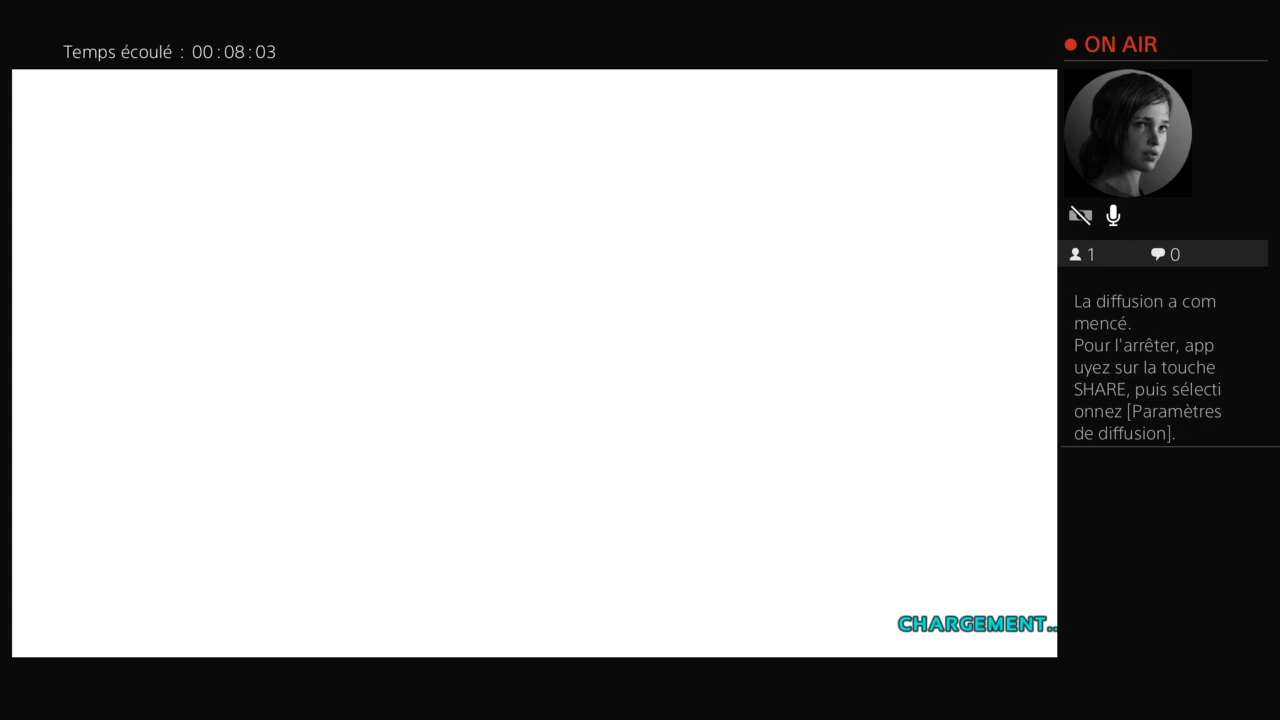 Temps écoulé : 00:08:03
ON AIR
1 0
La diffusion a com
mencé.
Pour l'arrêter, app
uyez sur la touche
SHARE, puis sélecti
onnez [Paramètres
de diffusion].
CHARGEMENT..